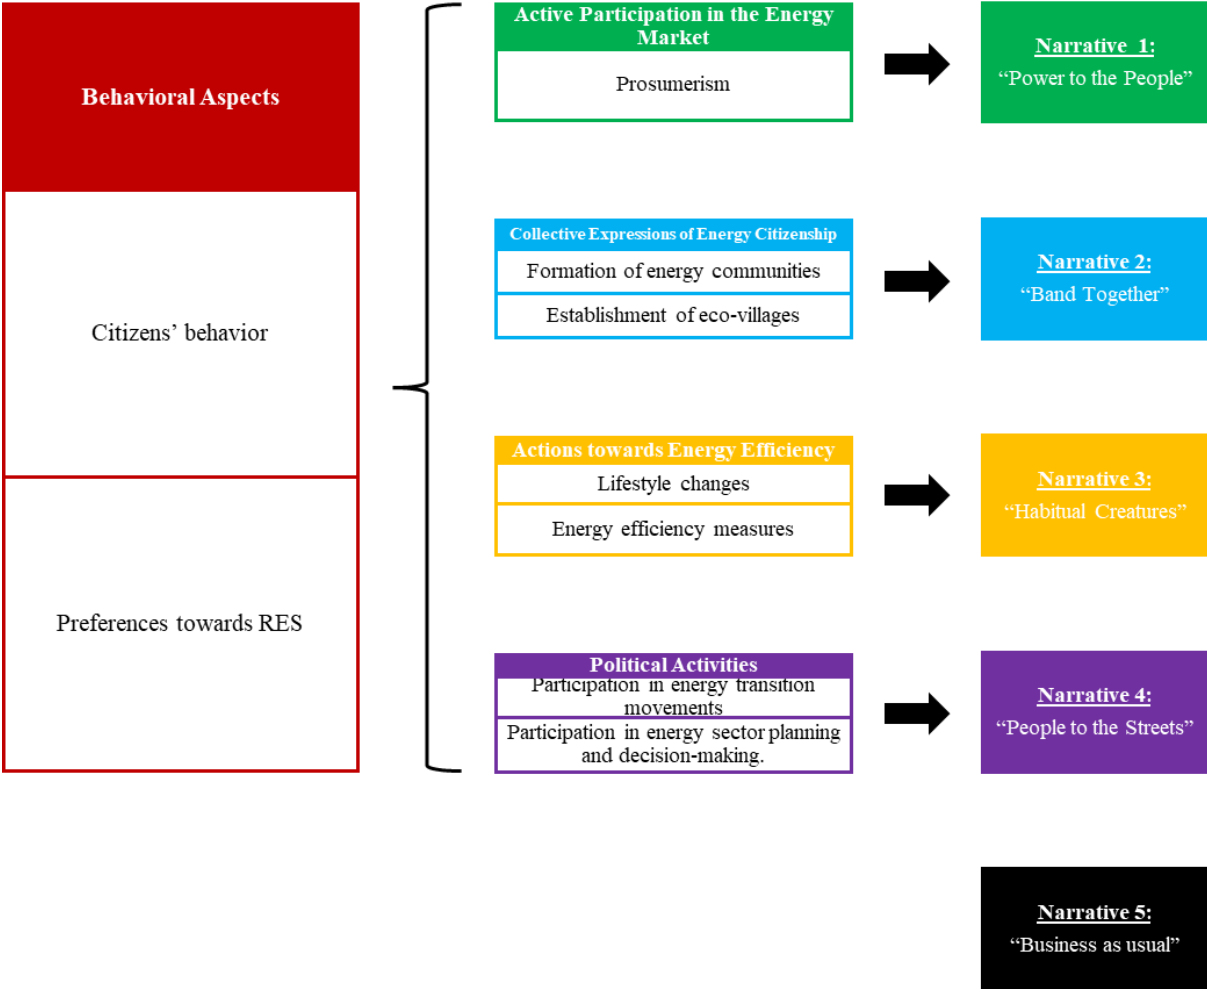 Behavioral Aspects
Citizens’ behavior
Preferences towards RES
Active Participation in the Energy
Market
Prosumerism
Narrative 1:
“Power to the People”
Collective Expressions of Energy Citizenship
Formation of energy communities
Establishment of eco-villages
Narrative 2:
“Band Together”
Actions towards Energy Efficiency
Lifestyle changes
Energy efficiency measures
Narrative 3:
“Habitual Creatures”
Political Activities
Participation in energy transition
movements
Participation in energy sector planning
and decision-making.
Narrative 4:
“People to the Streets”
Narrative 5:
“Business as usual”